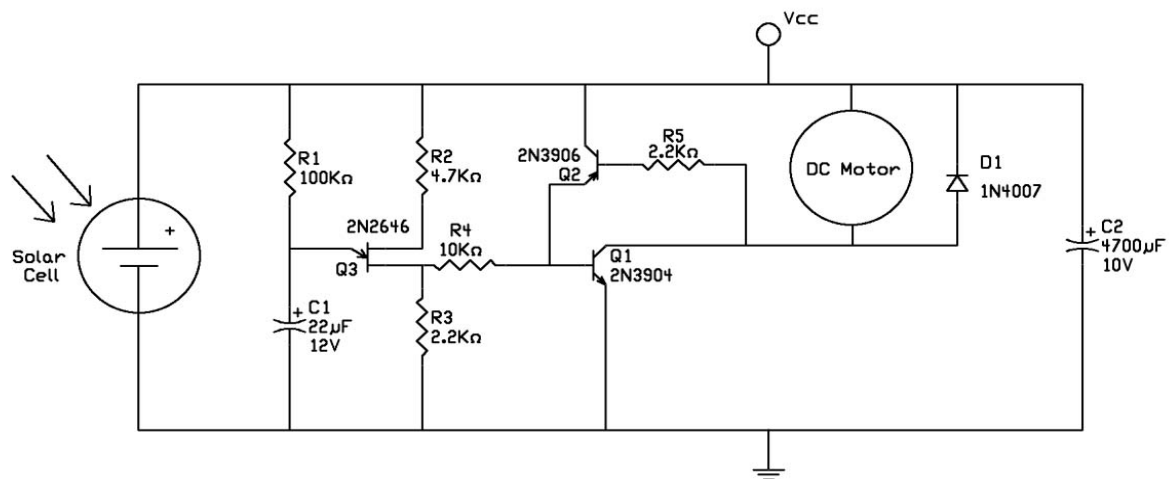 Vcc
R1
100KΩ
R2
4.7KΩ
2N3906
Q2
R5
2.2KΩ
DC Motor
D1
1N4007
+
Solar
Cell
2N2646
Q3
R4
10KΩ
Q1
2N3904
+ C2
4700µF
10V
+ C1
22µF
12V
R3
2.2KΩ